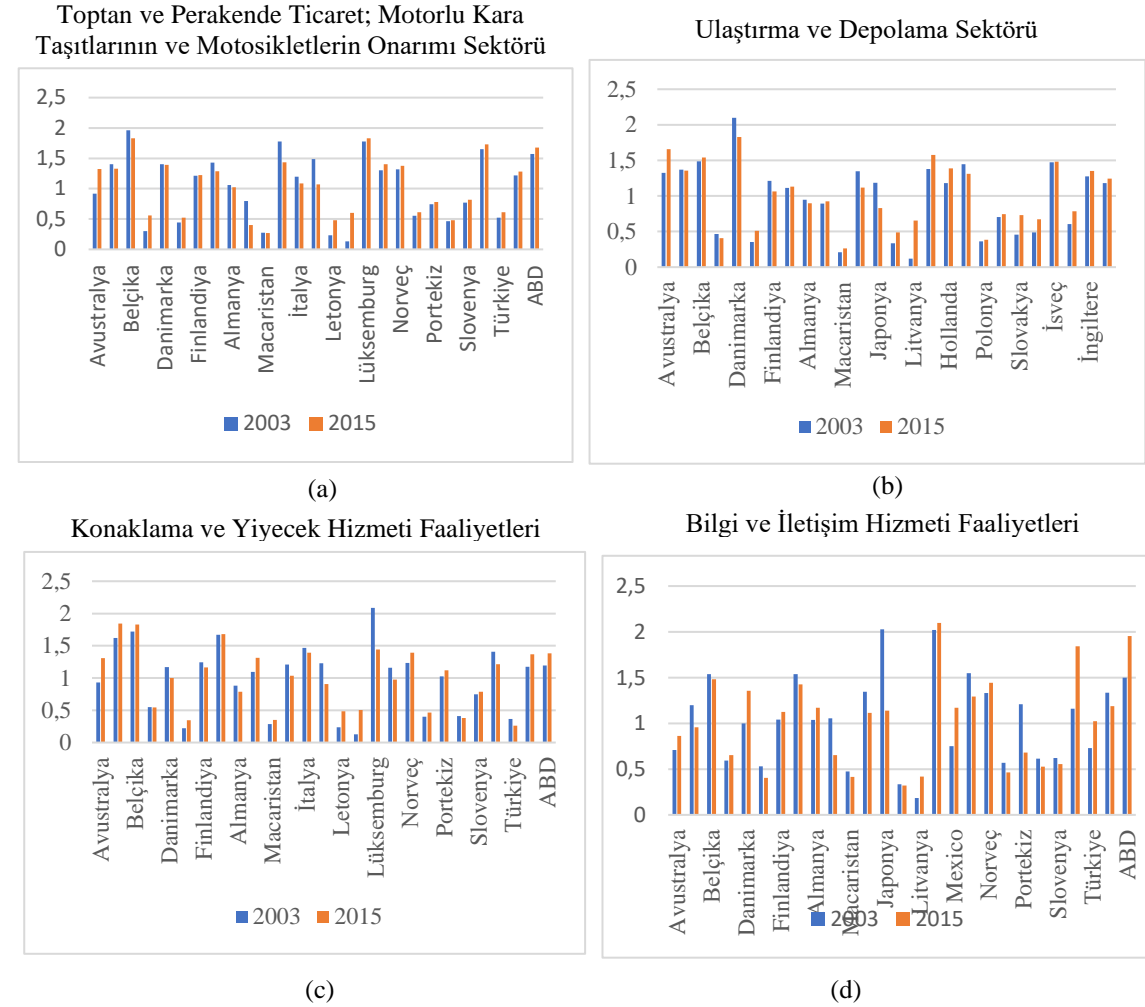 Toptan ve Perakende Ticaret; Motorlu Kara
Taşıtlarının ve Motosikletlerin Onarımı Sektörü
2,5
2
1,5
1
0,5
0
Avustralya
Belçika
Danimarka
Finlandiya
Almanya
Macaristan
İtalya
Letonya
Lüksemburg
Norveç
Portekiz
Slovenya
Türkiye
ABD
2003 2015
(a)
Ulaştırma ve Depolama Sektörü
2,5
2
1,5
1
0,5
0
Avustralya
Belçika
Danimarka
Finlandiya
Almanya
Macaristan
Japonya
Litvanya
Hollanda
Polonya
Slovakya
İsveç
İngiltere
2003 2015
(b)
Konaklama ve Yiyecek Hizmeti Faaliyetleri
2,5
2
1,5
1
0,5
0
Avustralya
Belçika
Danimarka
Finlandiya
Almanya
Macaristan
İtalya
Letonya
Lüksemburg
Norveç
Portekiz
Slovenya
Türkiye
ABD
2003 2015
(c)
Bilgi ve İletişim Hizmeti Faaliyetleri
2,5
2
1,5
1
0,5
0
Avustralya
Belçika
Danimarka
Finlandiya
Almanya
Macaristan
Japonya
Litvanya
Mexico
Norveç
Portekiz
Slovenya
Türkiye
ABD
2003 2015
(d)